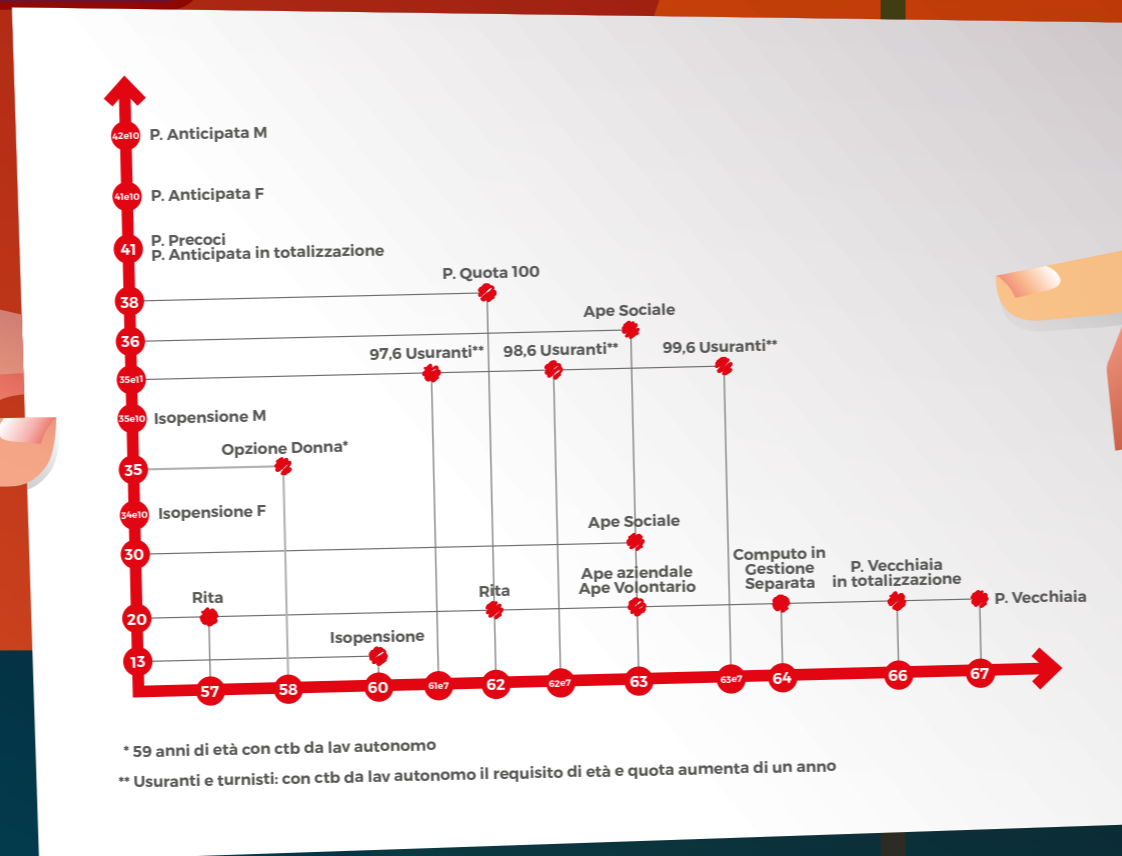 42e10 P. Anticipata M
41e10 P. Anticipata F
41 P. Precoci
P. Anticipata in totalizzazione
P. Quota 100
38
Ape Sociale
36
97,6 Usuranti** 98,6 Usuranti** 99,6 Usuranti**
35e11
35e10 Isopensione M
Opzione Donna*
35
34e10 Isopensione F
Ape Sociale
30
Rita
Rita
Ape aziendale
Ape Volontario
Computo in
Gestione
Separata
P. Vecchiaia
in totalizzazione
P. Vecchiaia
20
Isopensione
13
57 58 60 61e7 62 62e7 63 63e7 64 66 67
* 59 anni di età con ctb da lav autonomo
** Usuranti e turnisti: con ctb da lav autonomo il requisito di età e quota aumenta di un anno